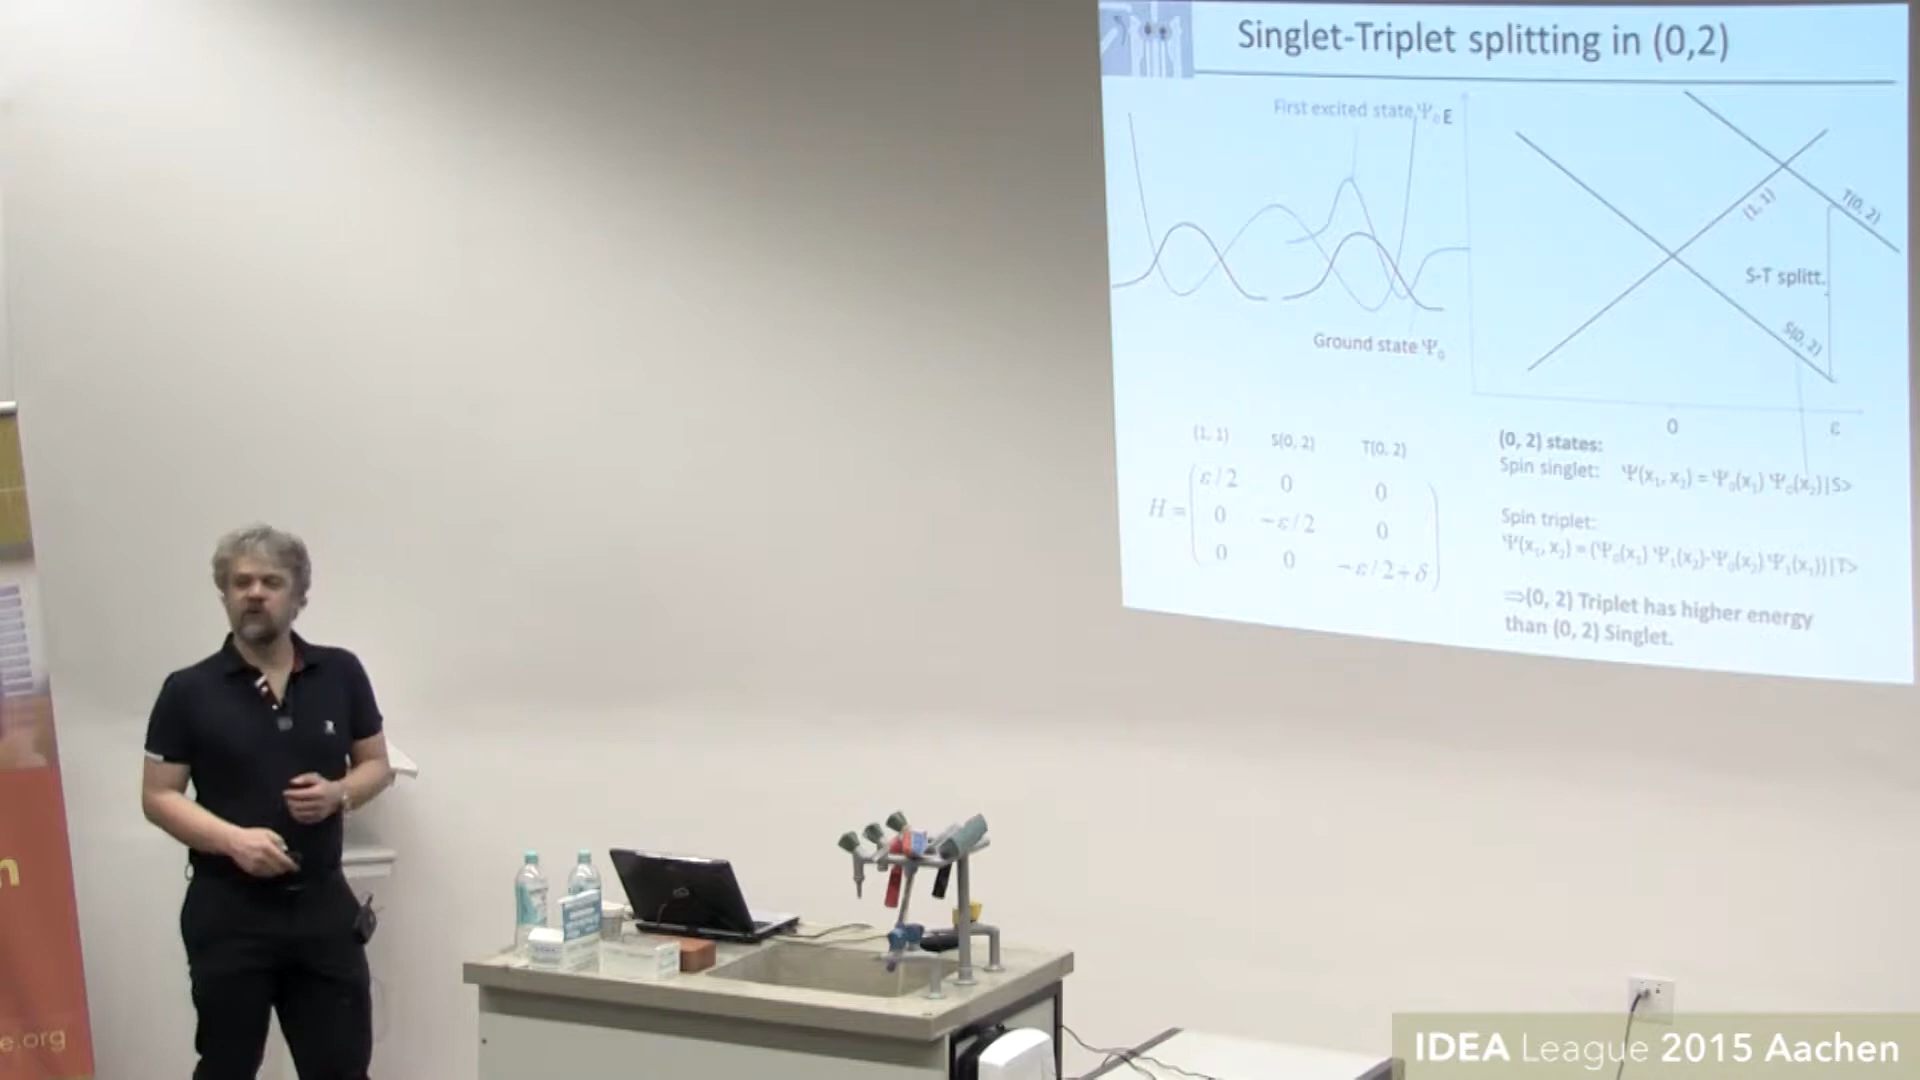 Singlet-Triplet splitting in (0,2)
First excited state Ψ₀ E
(1, 1)
T(0, 2)
S-T splitt.
S(0, 2)
Ground state Ψ₀
0
ε
(1, 1) S(0, 2) T(0, 2)
H =
ε/2 0 0
0 -ε/2 0
0 0 -ε/2+δ
(0, 2) states:
Spin singlet: Ψ(x₁, x₂) = Ψ₀(x₁) Ψ₀(x₂)|S>
Spin triplet:
Ψ(x₁, x₂) = (Ψ₀(x₁) Ψ₁(x₂)-Ψ₀(x₂) Ψ₁(x₁))|T>
⇒(0, 2) Triplet has higher energy
than (0, 2) Singlet.
n
e.org
IDEA League 2015 Aachen